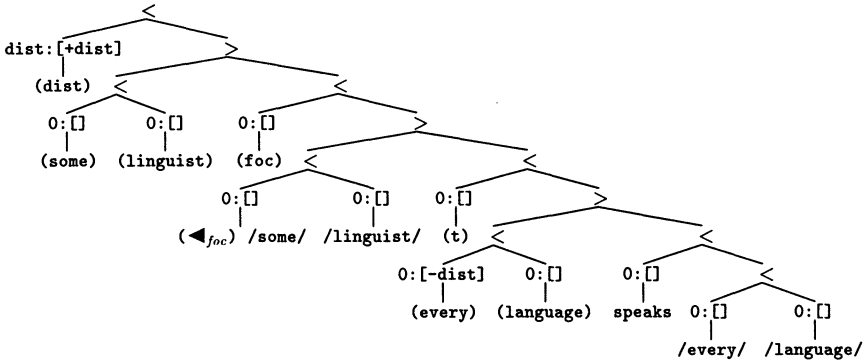 <
dist:[+dist] >
(dist) < <
0:[] 0:[] 0:[] >
(some) (linguist) (foc) < <
0:[] 0:[] 0:[] >
(◄foc) /some/ /linguist/ (t) < <
0:[-dist] 0:[] 0:[] <
(every) (language) speaks 0:[] 0:[]
/every/ /language/